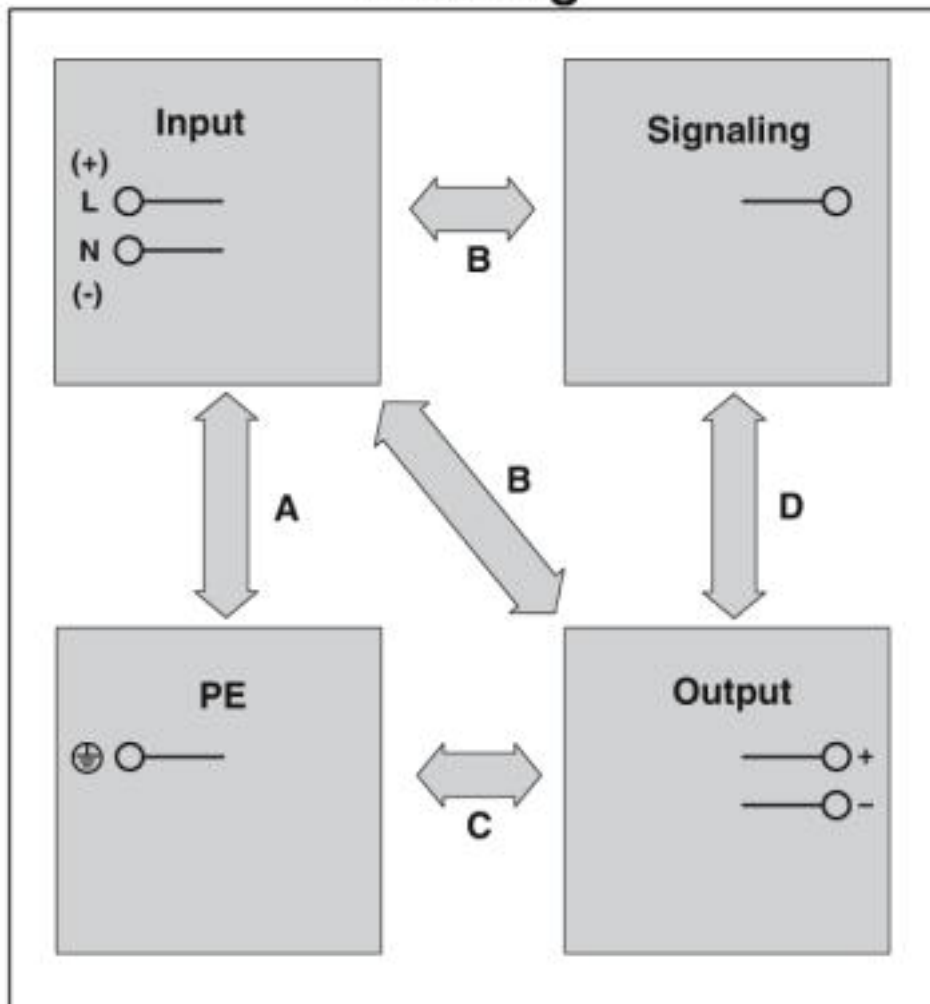 Input
(+)
L
N
(-)
Signaling
B
A
B
D
PE
Output
+
–
C